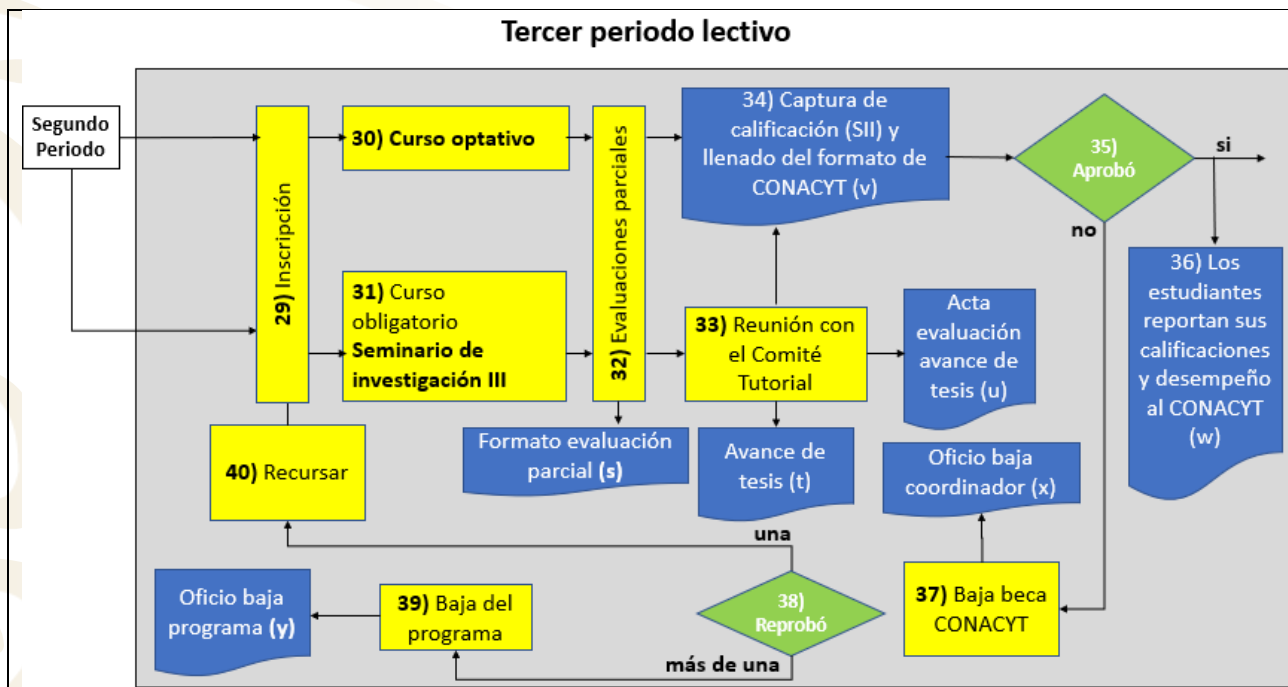 Tercer periodo lectivo
Segundo
Periodo
29) Inscripción
30) Curso optativo
31) Curso
obligatorio
Seminario de
investigación III
32) Evaluaciones parciales
34) Captura de
calificación (SII) y
llenado del formato de
CONACYT (v)
35)
Aprobó
si
no
36) Los
estudiantes
reportan sus
calificaciones
y desempeño
al CONACYT
(w)
33) Reunión con
el Comité
Tutorial
Acta
evaluación
avance de
tesis (u)
Formato evaluación
parcial (s)
Avance de
tesis (t)
Oficio baja
coordinador (x)
40) Recursar
una
38)
Reprobó
más de una
37) Baja beca
CONACYT
39) Baja del
programa
Oficio baja
programa (y)